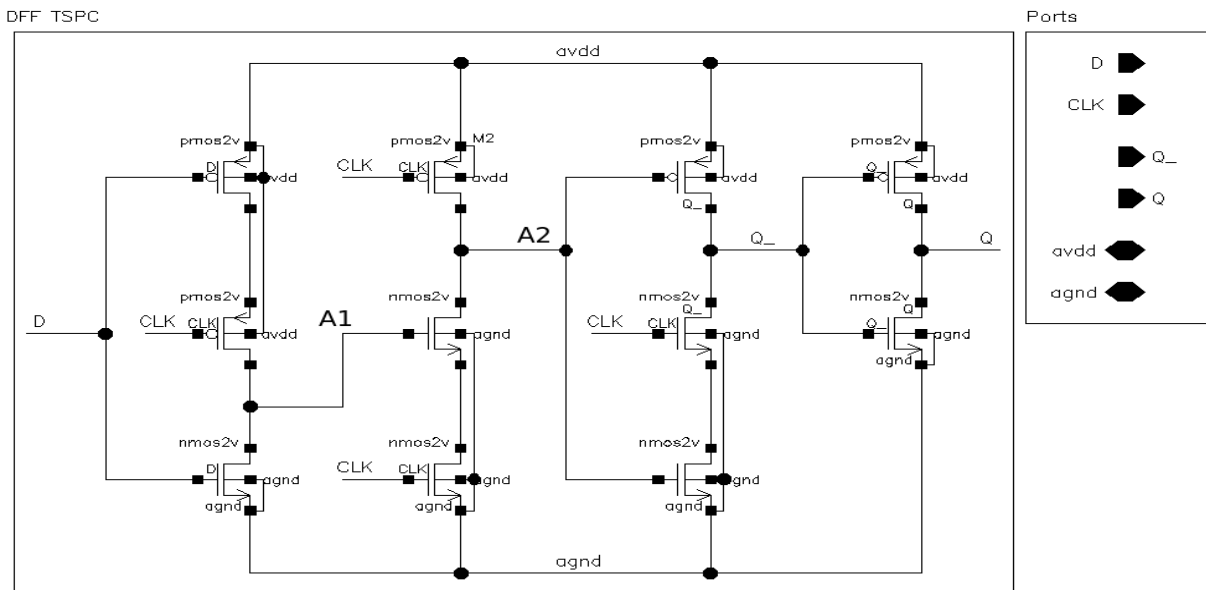 DFF TSPC Ports
avdd
D
CLK
Q_
Q
avdd
agnd
pmos2v pmos2v M2 pmos2v pmos2v
CLK
D avdd CLK avdd avdd Q_ avdd
Q_ Q
A2 Q_ Q
pmos2v nmos2v nmos2v nmos2v
Q_ Q
D CLK CLK avdd A1 agnd CLK CLK agnd Q_ agnd
agnd
nmos2v nmos2v nmos2v
D agnd CLK CLK agnd agnd
agnd agnd agnd
agnd